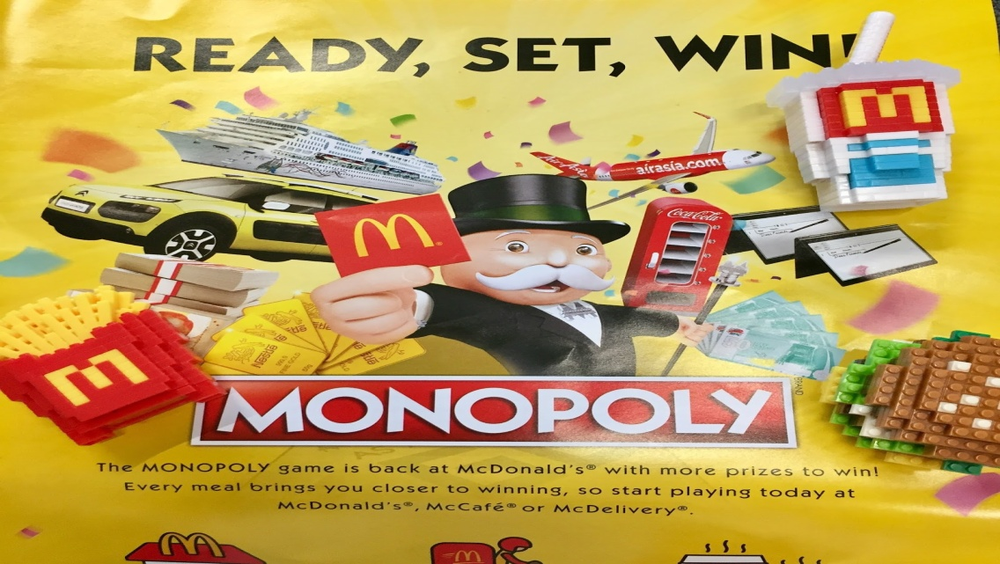 READY, SET, WIN!
airasia.com
AirAsia
Coca-Cola
M
M
Nestlé
MONOPOLY
The MONOPOLY game is back at McDonald's® with more prizes to win!
Every meal brings you closer to winning, so start playing today at
McDonald's®, McCafé® or McDelivery®.